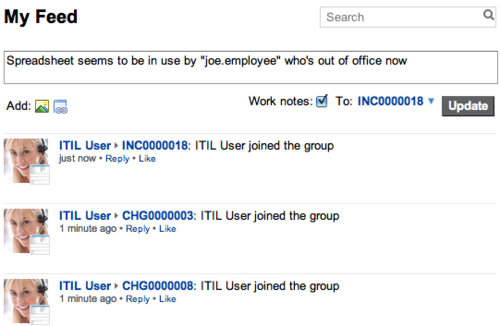 My Feed
Search
Spreadsheet seems to be in use by "joe.employee" who's out of office now
Add:
Work notes: To: INC0000018 ▼ Update
ITIL User ▸ INC0000018: ITIL User joined the group
just now • Reply • Like
ITIL User ▸ CHG0000003: ITIL User joined the group
1 minute ago • Reply • Like
ITIL User ▸ CHG0000008: ITIL User joined the group
1 minute ago • Reply • Like